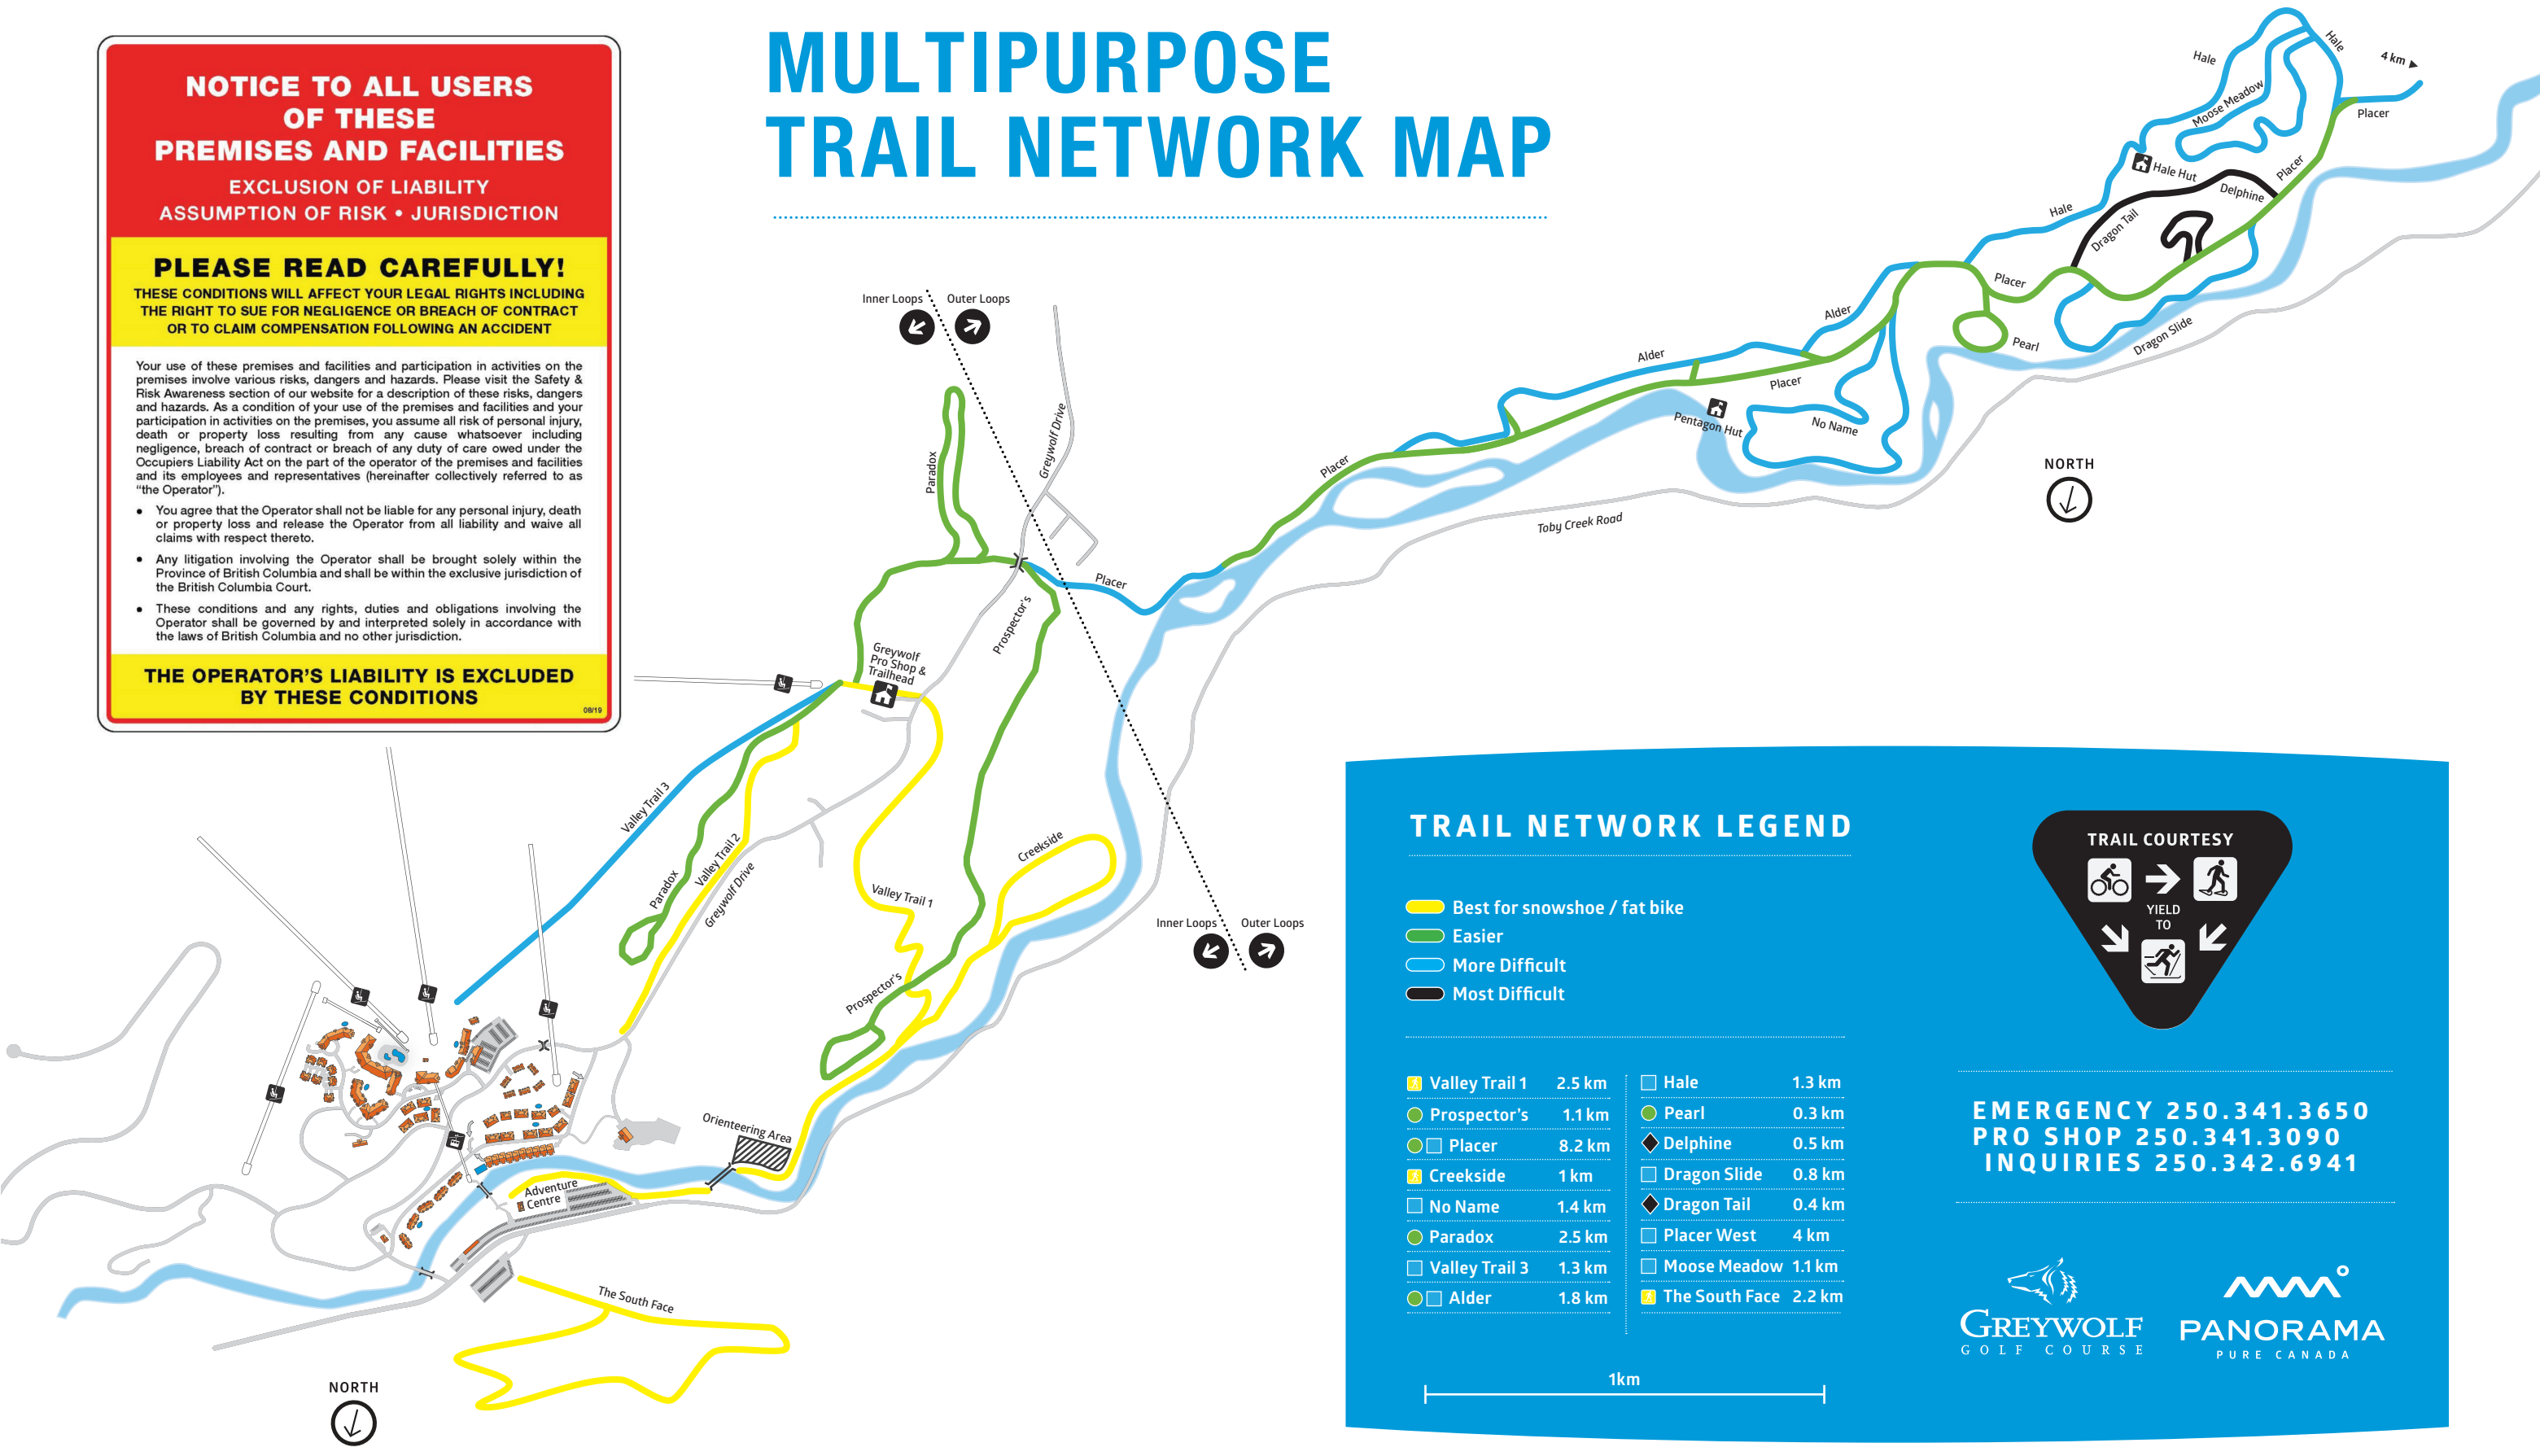 MULTIPURPOSE
TRAIL NETWORK MAP
NOTICE TO ALL USERS
OF THESE
PREMISES AND FACILITIES
EXCLUSION OF LIABILITY
ASSUMPTION OF RISK • JURISDICTION
PLEASE READ CAREFULLY!
THESE CONDITIONS WILL AFFECT YOUR LEGAL RIGHTS INCLUDING
THE RIGHT TO SUE FOR NEGLIGENCE OR BREACH OF CONTRACT
OR TO CLAIM COMPENSATION FOLLOWING AN ACCIDENT
Your use of these premises and facilities and participation in activities on the
premises involve various risks, dangers and hazards. Please visit the Safety &
Risk Awareness section of our website for a description of these risks, dangers
and hazards. As a condition of your use of the premises and facilities and your
participation in activities on the premises, you assume all risk of personal injury,
death or property loss resulting from any cause whatsoever including
negligence, breach of contract or breach of any duty of care owed under the
Occupiers Liability Act on the part of the operator of the premises and facilities
and its employees and representatives (hereinafter collectively referred to as
“the Operator”).
• You agree that the Operator shall not be liable for any personal injury, death
or property loss and release the Operator from all liability and waive all
claims with respect thereto.
• Any litigation involving the Operator shall be brought solely within the
Province of British Columbia and shall be within the exclusive jurisdiction of
the British Columbia Court.
• These conditions and any rights, duties and obligations involving the
Operator shall be governed by and interpreted solely in accordance with
the laws of British Columbia and no other jurisdiction.
THE OPERATOR’S LIABILITY IS EXCLUDED
BY THESE CONDITIONS
08/19
Hale
Hale
4 km
Moose Meadow
Placer
Hale Hut
Placer
Delphine
Hale
Dragon Tail
Placer
Alder
Pearl
Dragon Slide
Alder
Placer
Pentagon Hut
No Name
Placer
NORTH
Toby Creek Road
Inner Loops
Outer Loops
Greywolf Drive
Paradox
Placer
Prospector's
Greywolf
Pro Shop &
Trailhead
Valley Trail 3
Valley Trail 2
Paradox
Greywolf Drive
Creekside
Valley Trail 1
Inner Loops
Outer Loops
Prospector's
Orienteering Area
Adventure
Centre
The South Face
NORTH
TRAIL NETWORK LEGEND
Best for snowshoe / fat bike
Easier
More Difficult
Most Difficult
Valley Trail 1 2.5 km
Prospector's 1.1 km
Placer 8.2 km
Creekside 1 km
No Name 1.4 km
Paradox 2.5 km
Valley Trail 3 1.3 km
Alder 1.8 km
Hale 1.3 km
Pearl 0.3 km
Delphine 0.5 km
Dragon Slide 0.8 km
Dragon Tail 0.4 km
Placer West 4 km
Moose Meadow 1.1 km
The South Face 2.2 km
1km
TRAIL COURTESY
YIELD
TO
EMERGENCY 250.341.3650
PRO SHOP 250.341.3090
INQUIRIES 250.342.6941
GREYWOLF
GOLF COURSE
PANORAMA
PURE CANADA